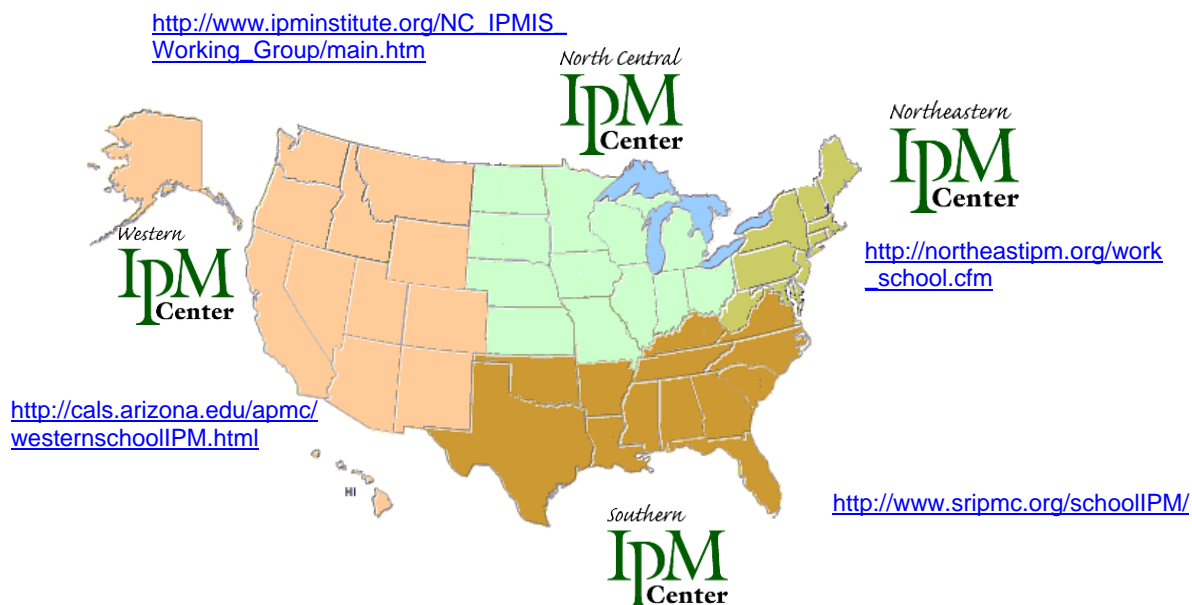 http://www.ipminstitute.org/NC_IPMIS_
Working_Group/main.htm
North Central
IpM
Center
Northeastern
IpM
Center
http://northeastipm.org/work
_school.cfm
Western
IpM
Center
http://cals.arizona.edu/apmc/
westernschoolIPM.html
HI
http://www.sripmc.org/schoolIPM/
Southern
IpM
Center